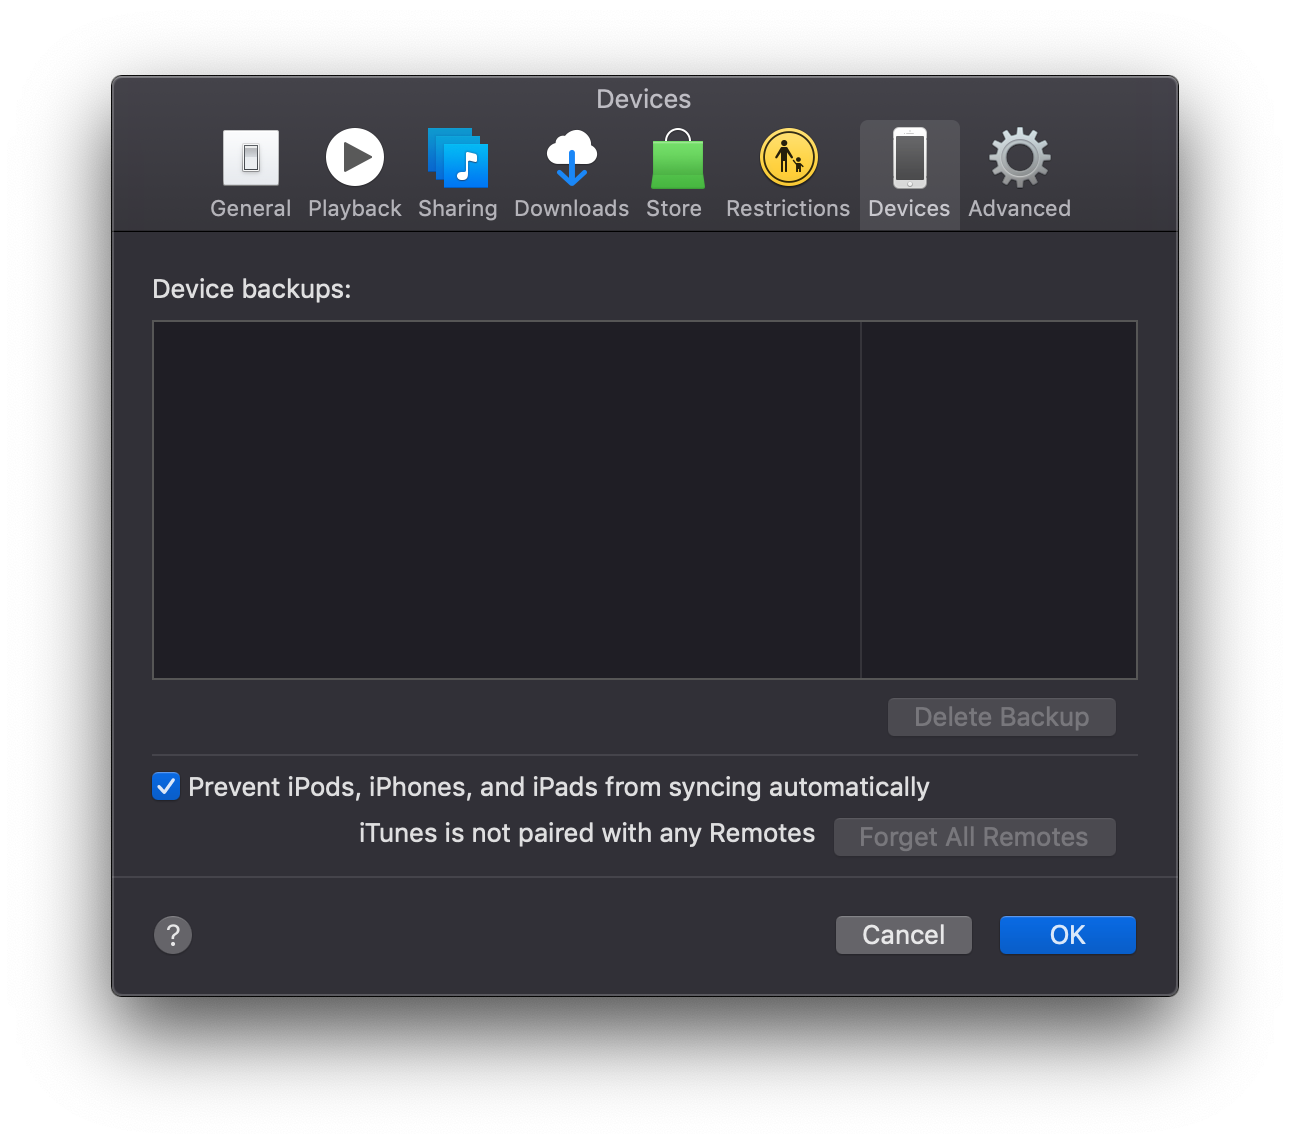 Devices
General Playback Sharing Downloads Store Restrictions Devices Advanced
Device backups:
Delete Backup
Prevent iPods, iPhones, and iPads from syncing automatically
iTunes is not paired with any Remotes Forget All Remotes
? Cancel OK